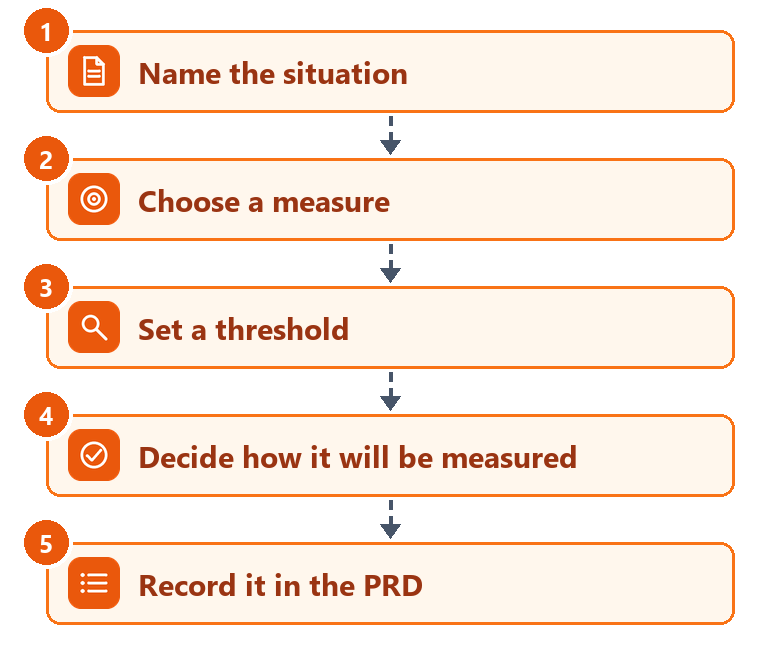 1
Name the situation
2
Choose a measure
3
Set a threshold
4
Decide how it will be measured
5
Record it in the PRD